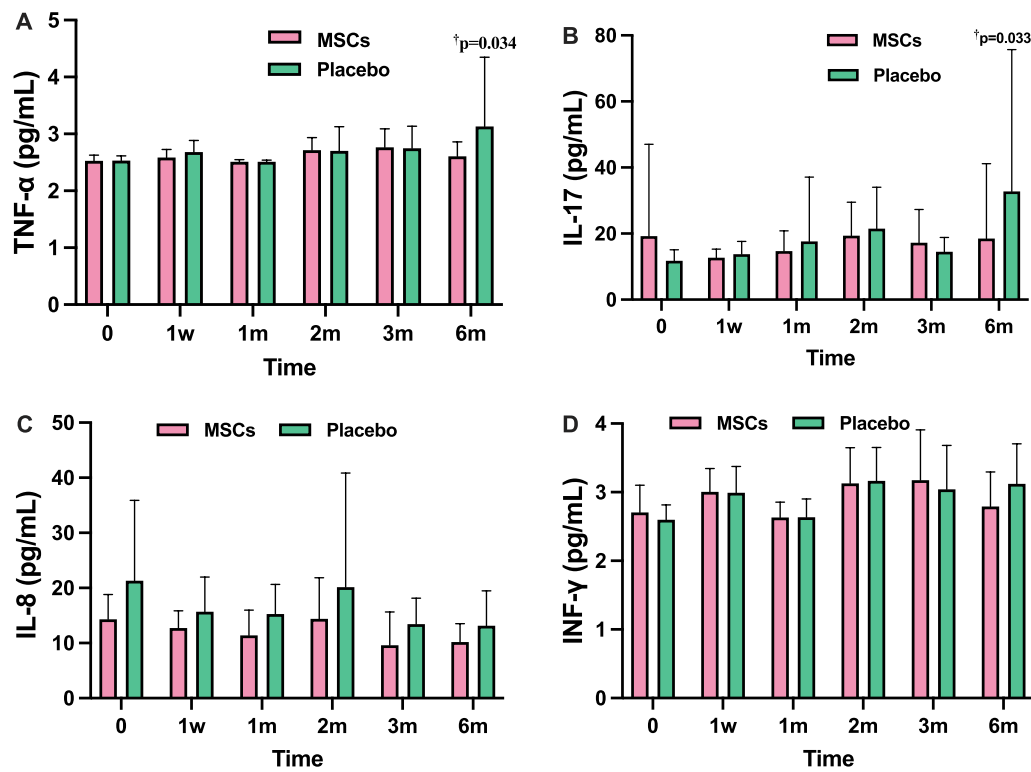 A
TNF-α (pg/mL)
5
4
3
2
1
0
MSCs
Placebo
†p=0.034
0 1w 1m 2m 3m 6m
Time
B
IL-17 (pg/mL)
80
60
40
20
0
MSCs
Placebo
†p=0.033
0 1w 1m 2m 3m 6m
Time
C
IL-8 (pg/mL)
50
40
30
20
10
0
MSCs Placebo
0 1w 1m 2m 3m 6m
Time
D
INF-γ (pg/mL)
4
3
2
1
0
MSCs Placebo
0 1w 1m 2m 3m 6m
Time